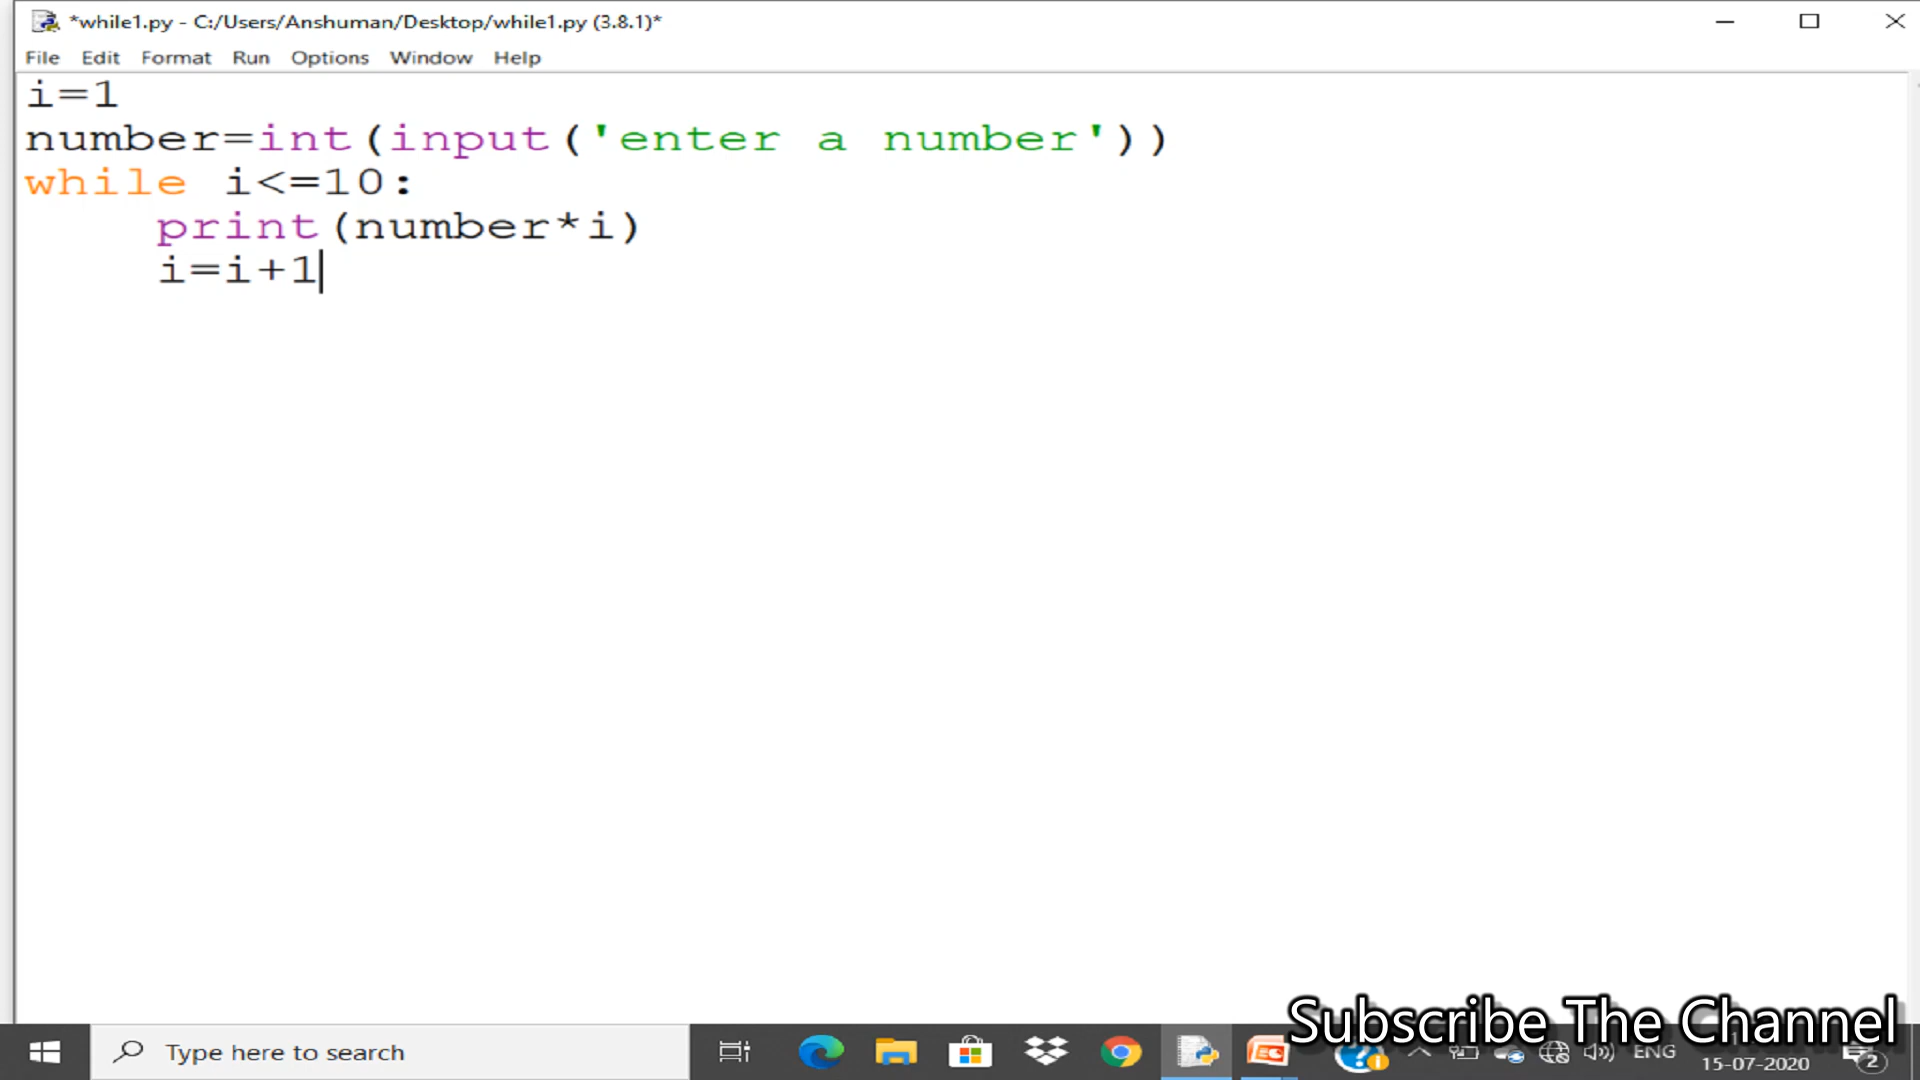 *while1.py - C:/Users/Anshuman/Desktop/while1.py (3.8.1)*
File Edit Format Run Options Window Help
i=1
number=int(input('enter a number'))
while i<=10:
    print(number*i)
    i=i+1
Subscribe The Channel
Type here to search
ENG
15-07-2020
2